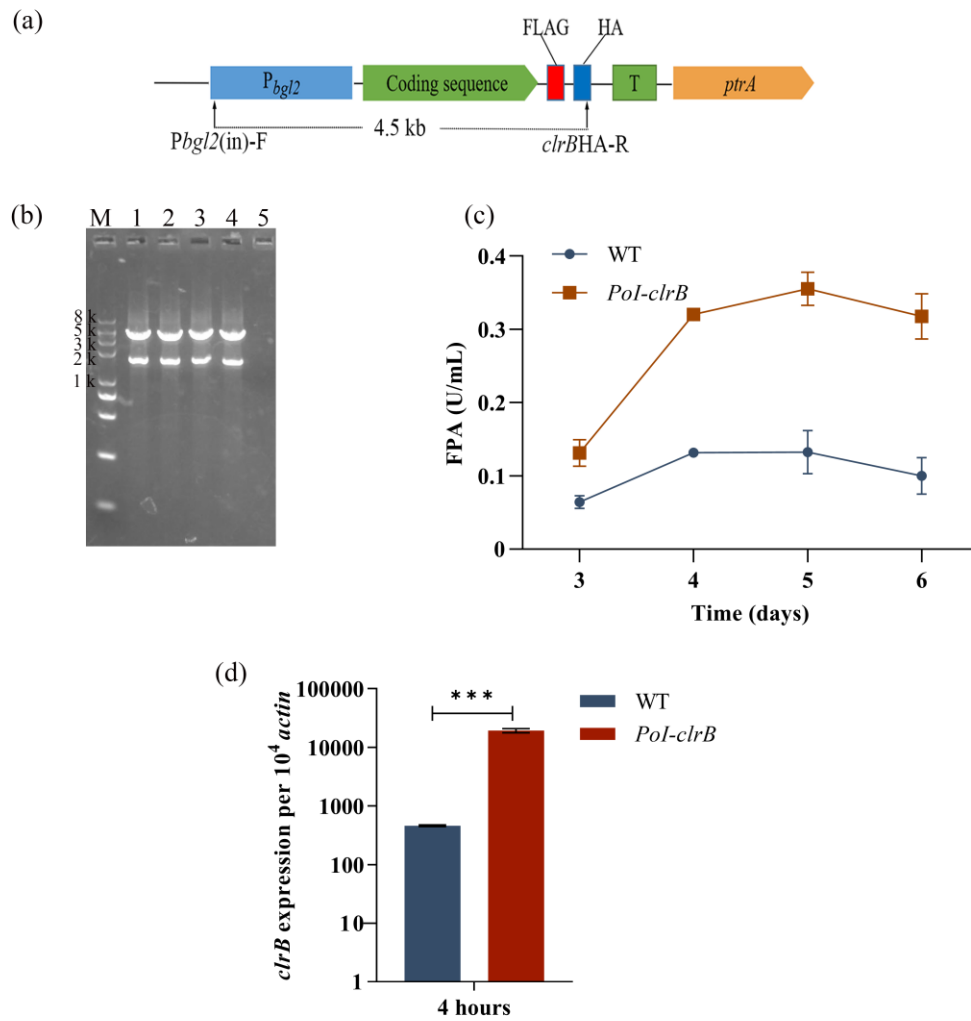 (a)
FLAG HA
Pbgl2 Coding sequence T ptrA
4.5 kb
Pbgl2(in)-F clrBHA-R
(b)
M 1 2 3 4 5
8 k
5 k
3 k
2 k
1 k
(c)
WT
PoI-clrB
0.4
0.3
0.2
0.1
0
FPA (U/mL)
3 4 5 6
Time (days)
(d)
100000
10000
1000
100
10
1
clrB expression per 10⁴ actin
***
WT
PoI-clrB
4 hours